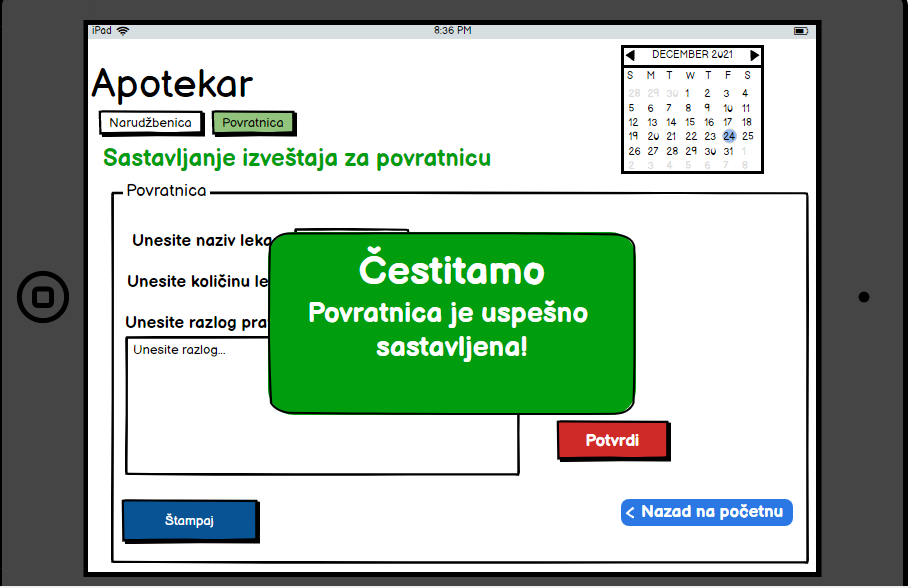 iPad 8:36 PM
DECEMBER 2021
S M T W T F S
28 29 30 1 2 3 4
5 6 7 8 9 10 11
12 13 14 15 16 17 18
19 20 21 22 23 24 25
26 27 28 29 30 31 1
2 3 4 5 6 7 8
Apotekar
Narudžbenica Povratnica
Sastavljanje izveštaja za povratnicu
Povratnica
Unesite naziv leka
Unesite količinu le
Unesite razlog pra
Unesite razlog...
Čestitamo
Povratnica je uspešno
sastavljena!
Potvrdi
Štampaj
< Nazad na početnu